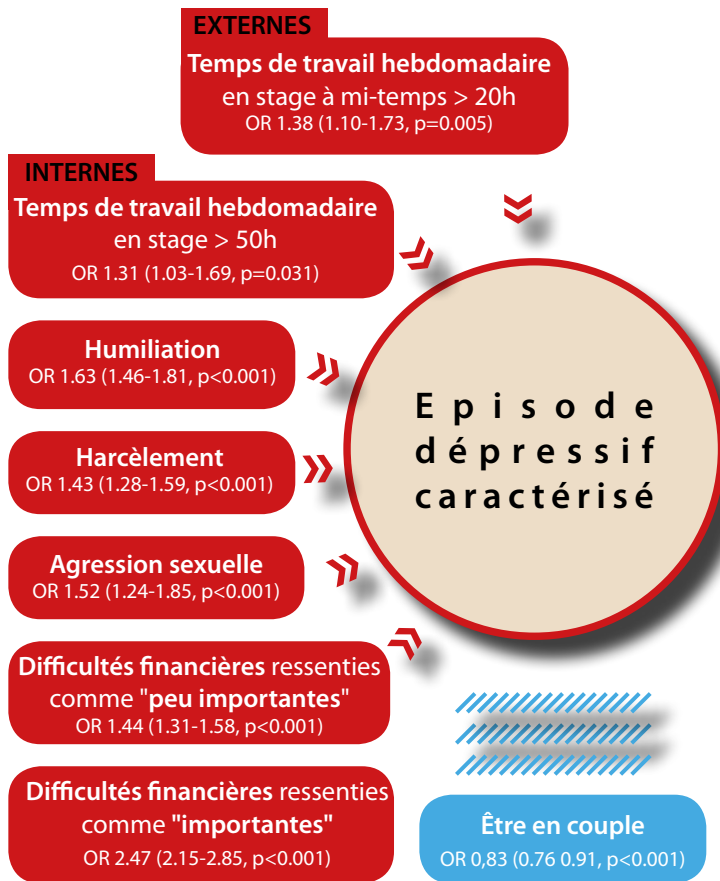 EXTERNES
Temps de travail hebdomadaire
en stage à mi-temps > 20h
OR 1.38 (1.10-1.73, p=0.005)
INTERNES
Temps de travail hebdomadaire
en stage > 50h
OR 1.31 (1.03-1.69, p=0.031)
Humiliation
OR 1.63 (1.46-1.81, p<0.001)
Harcèlement
OR 1.43 (1.28-1.59, p<0.001)
Agression sexuelle
OR 1.52 (1.24-1.85, p<0.001)
Difficultés financières ressenties
comme "peu importantes"
OR 1.44 (1.31-1.58, p<0.001)
Difficultés financières ressenties
comme "importantes"
OR 2.47 (2.15-2.85, p<0.001)
Episode
dépressif
caractérisé
Être en couple
OR 0,83 (0.76 0.91, p<0.001)